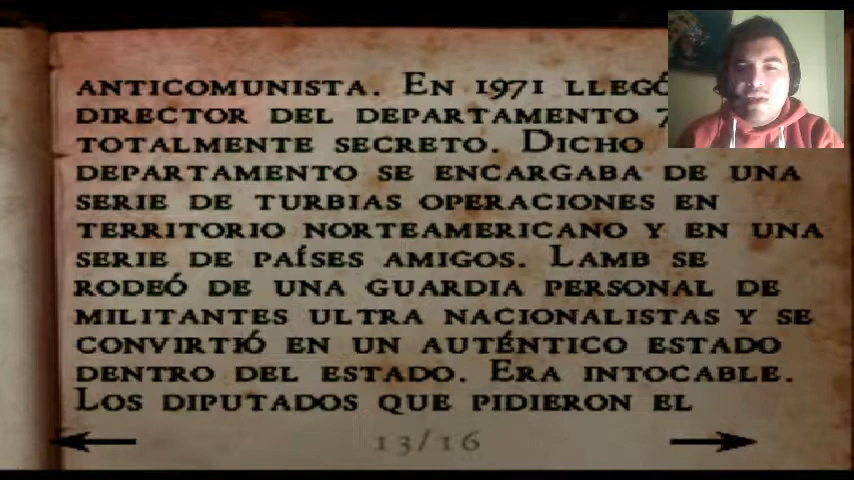 ANTICOMUNISTA. EN 1971 LLEGÓ
DIRECTOR DEL DEPARTAMENTO 7
TOTALMENTE SECRETO. DICHO
DEPARTAMENTO SE ENCARGABA DE UNA
SERIE DE TURBIAS OPERACIONES EN
TERRITORIO NORTEAMERICANO Y EN UNA
SERIE DE PAÍSES AMIGOS. LAMB SE
RODEÓ DE UNA GUARDIA PERSONAL DE
MILITANTES ULTRA NACIONALISTAS Y SE
CONVIRTIÓ EN UN AUTÉNTICO ESTADO
DENTRO DEL ESTADO. ERA INTOCABLE.
LOS DIPUTADOS QUE PIDIERON EL
13/16